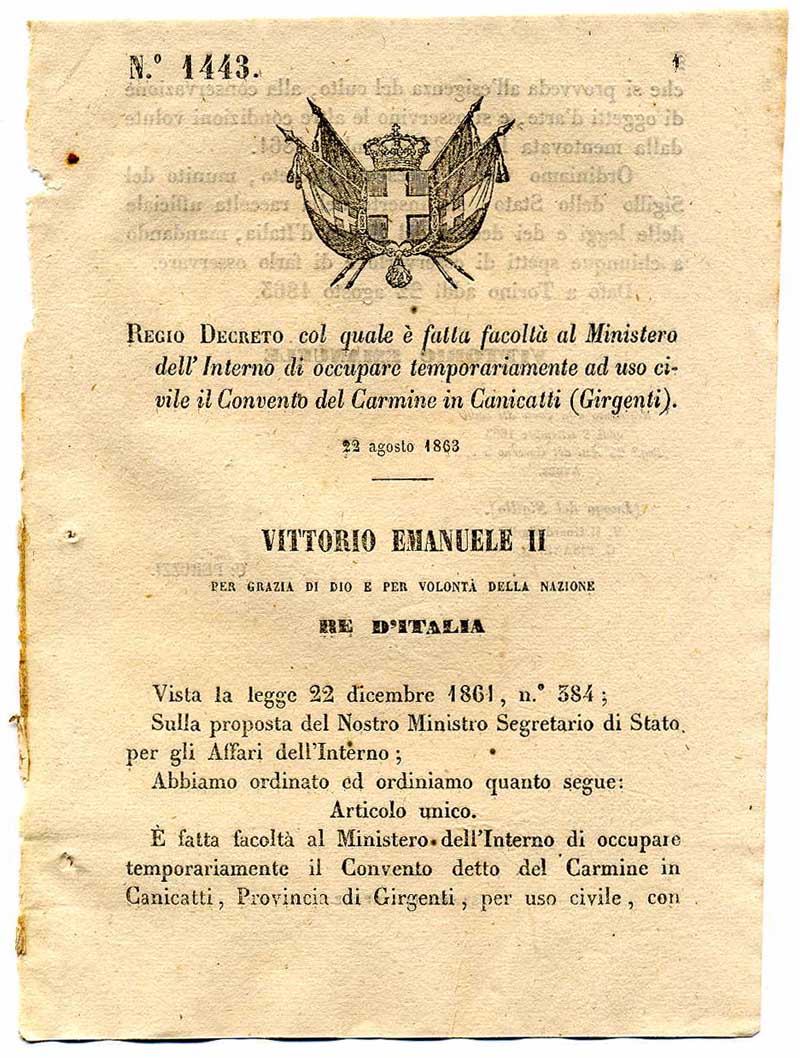 N.° 1443.
1
REGIO DECRETO col quale è fatta facoltà al Ministero
dell' Interno di occupare temporariamente ad uso ci-
vile il Convento del Carmine in Canicatti (Girgenti).
22 agosto 1863
VITTORIO EMANUELE II
PER GRAZIA DI DIO E PER VOLONTÀ DELLA NAZIONE
RE D'ITALIA
Vista la legge 22 dicembre 1861, n.° 384;
Sulla proposta del Nostro Ministro Segretario di Stato
per gli Affari dell'Interno;
Abbiamo ordinato ed ordiniamo quanto segue:
Articolo unico.
È fatta facoltà al Ministero dell'Interno di occupare
temporariamente il Convento detto del Carmine in
Canicatti, Provincia di Girgenti, per uso civile, con